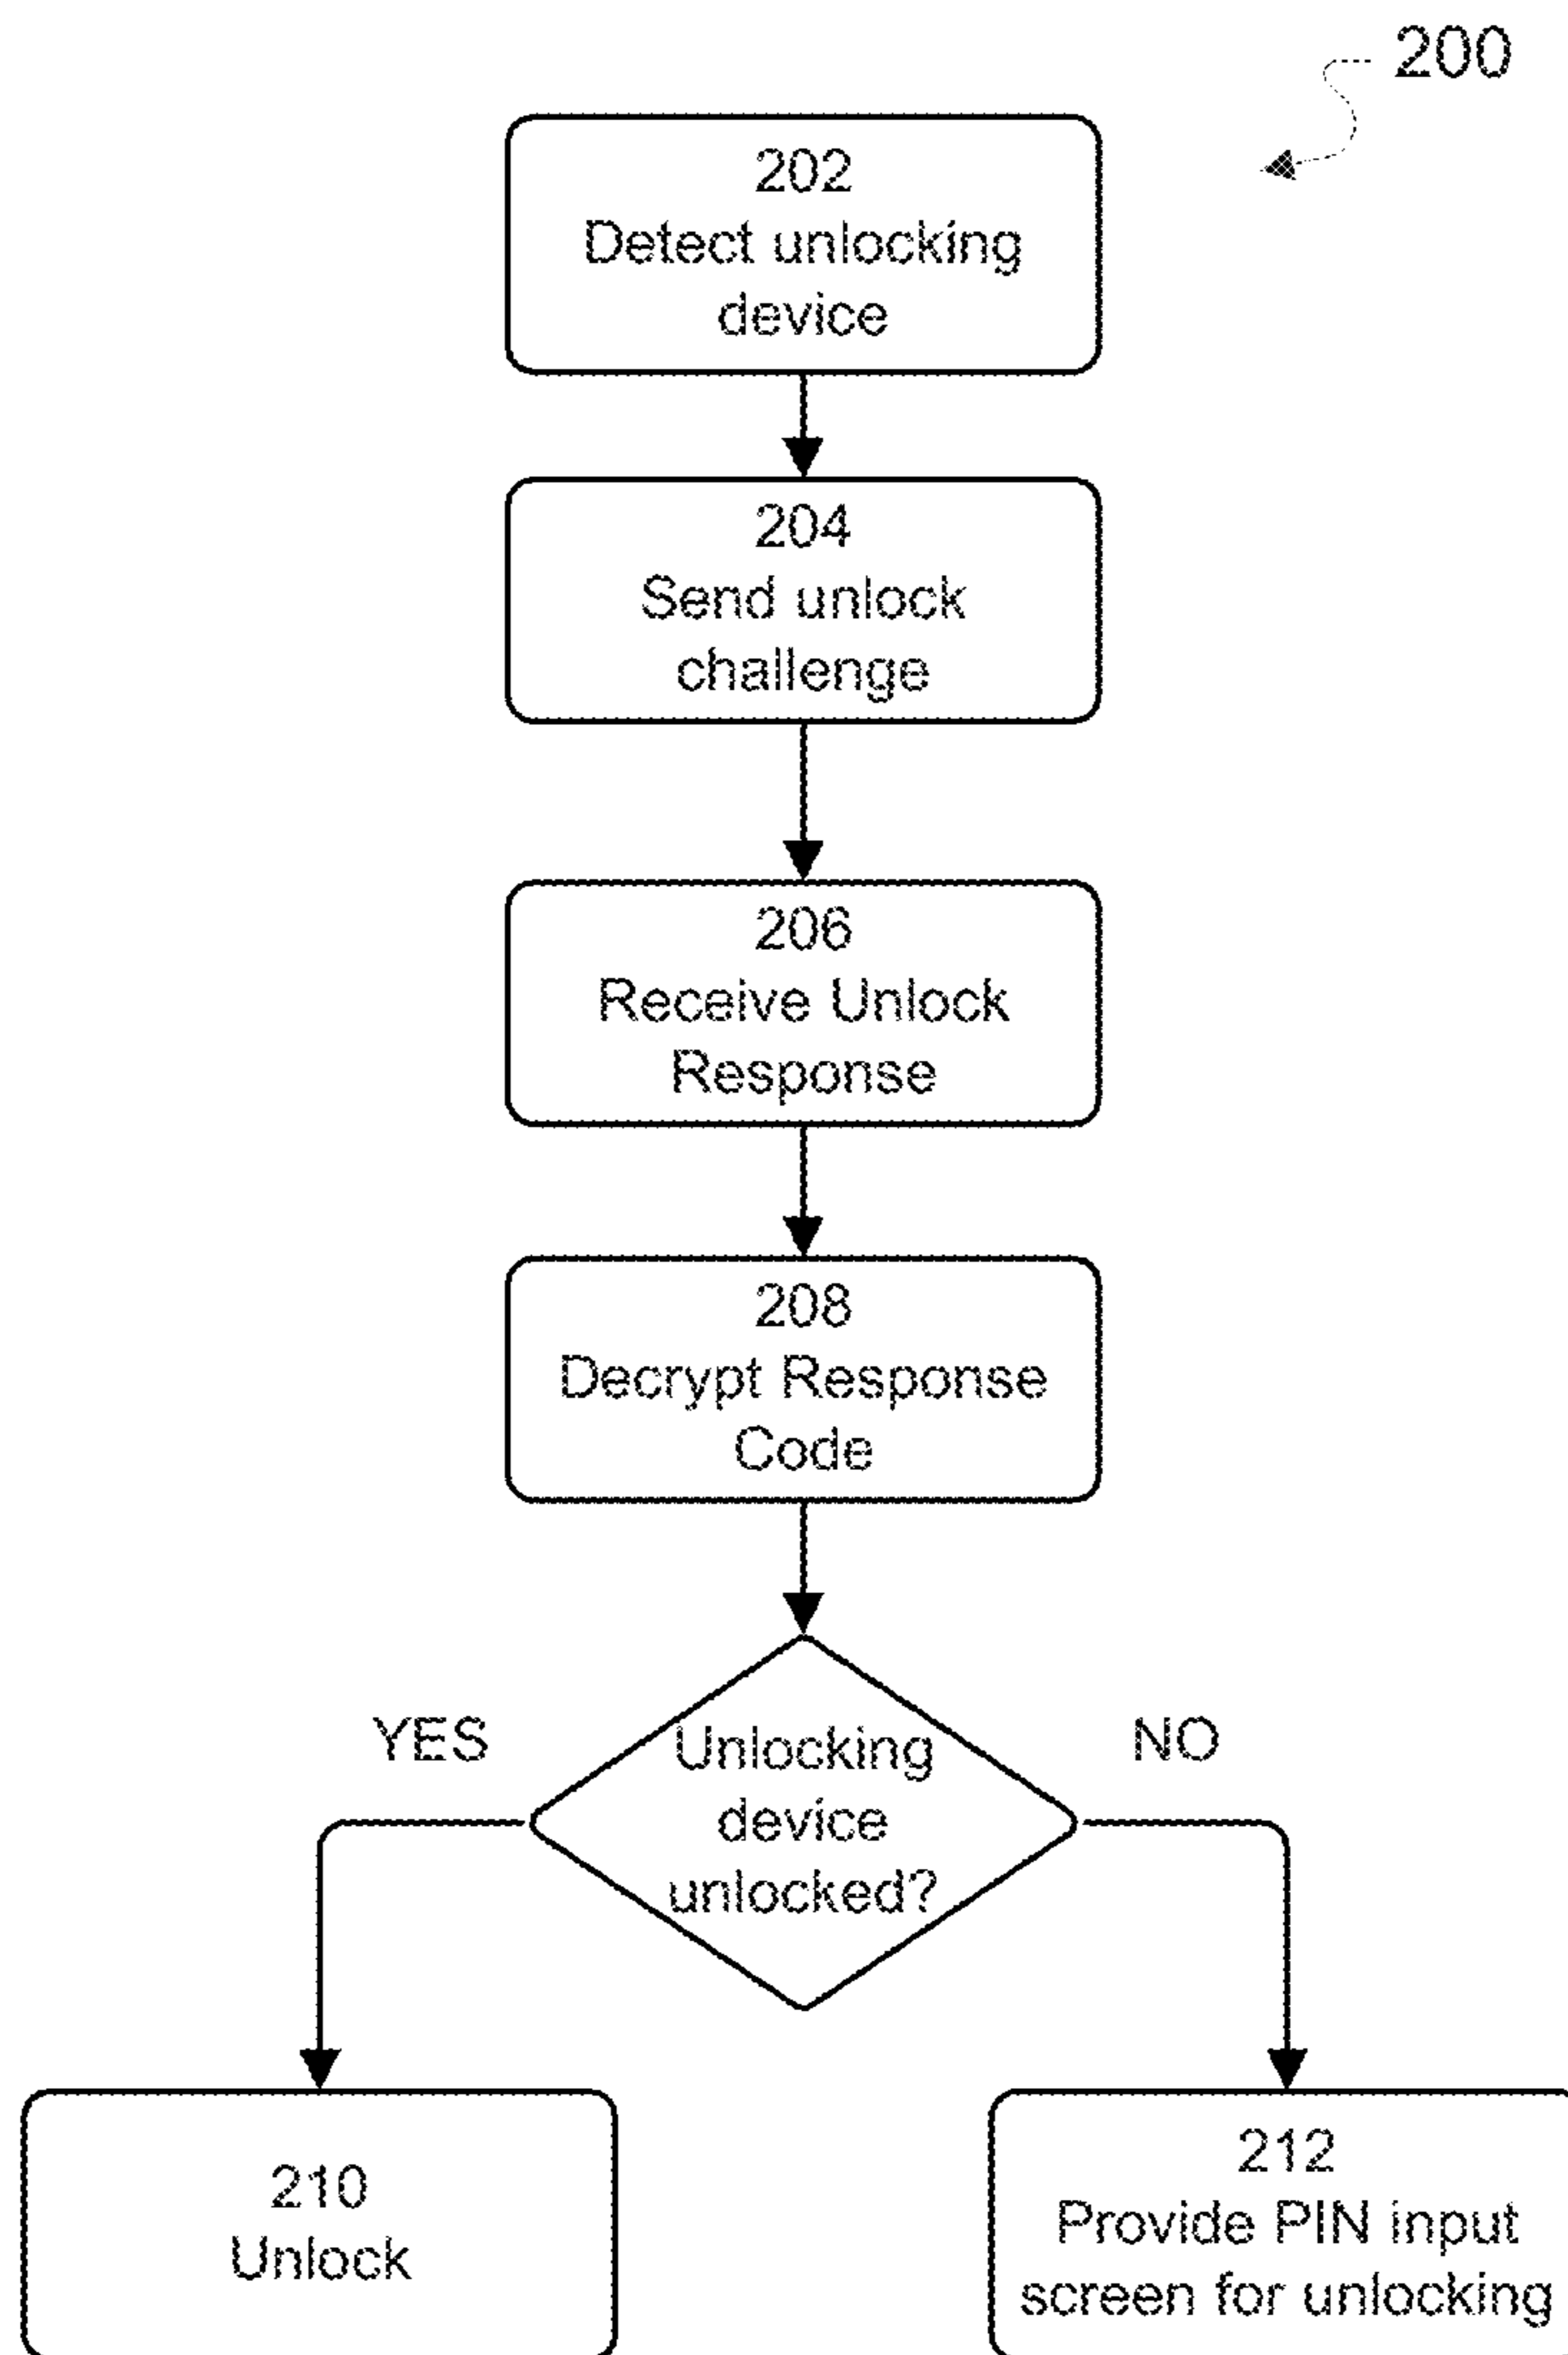 200
202
Detect unlocking
device
204
Send unlock
challenge
206
Receive Unlock
Response
208
Decrypt Response
Code
YES
NO
Unlocking
device
unlocked?
210
Unlock
212
Provide PIN input
screen for unlocking